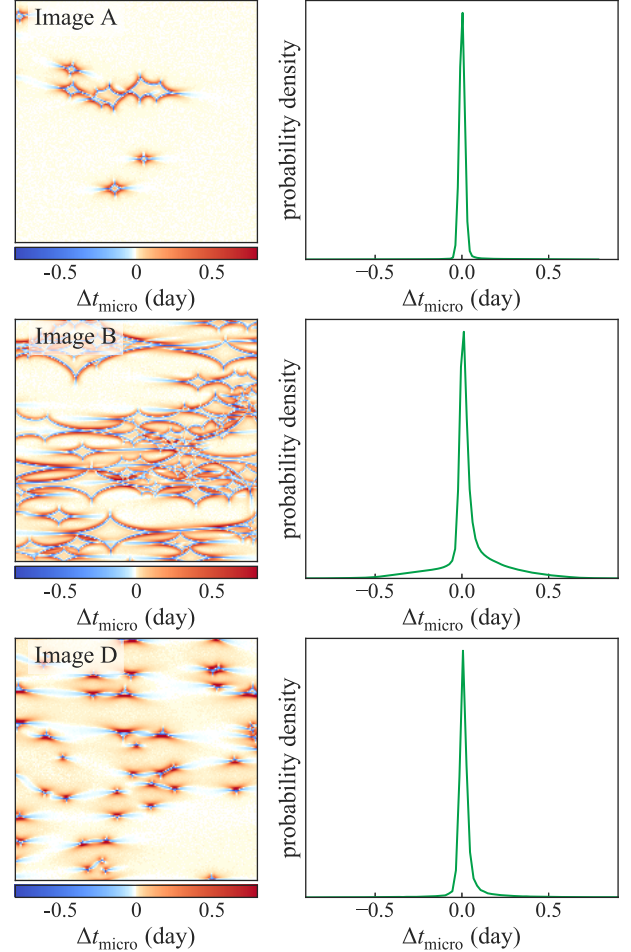 Image A
-0.5 0 0.5
Δt_micro (day)
probability density
−0.5 0.0 0.5
Δt_micro (day)
Image B
-0.5 0 0.5
Δt_micro (day)
probability density
−0.5 0.0 0.5
Δt_micro (day)
Image D
-0.5 0 0.5
Δt_micro (day)
probability density
−0.5 0.0 0.5
Δt_micro (day)